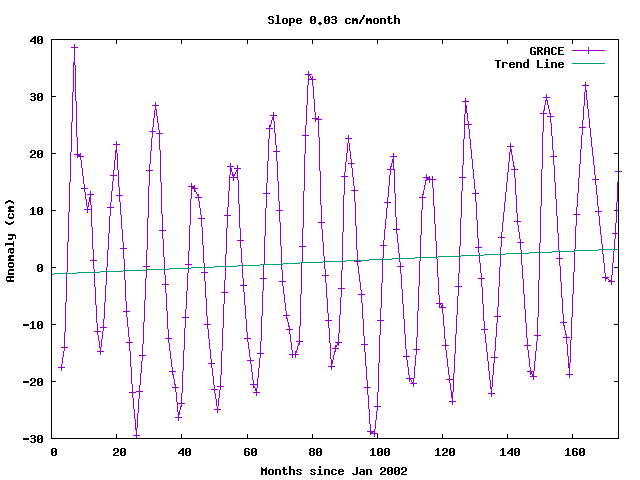 Slope 0.03 cm/month
GRACE
Trend Line
40
30
20
10
0
-10
-20
-30
Anomaly (cm)
0 20 40 60 80 100 120 140 160
Months since Jan 2002